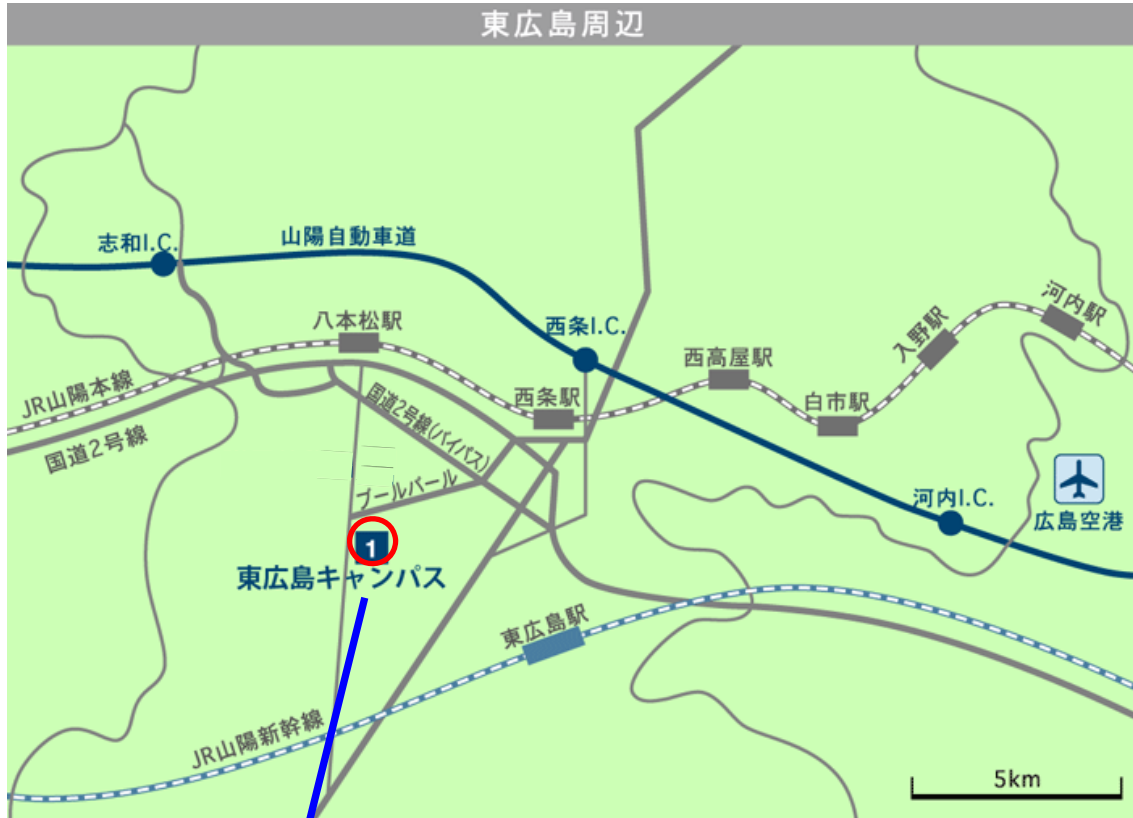 東広島周辺
志和I.C.
山陽自動車道
八本松駅
西条I.C.
河内駅
入野駅
西高屋駅
JR山陽本線
西条駅
白市駅
国道2号線
国道2号線(バイパス)
ブールバール
河内I.C.
広島空港
1
東広島キャンパス
東広島駅
JR山陽新幹線
5km